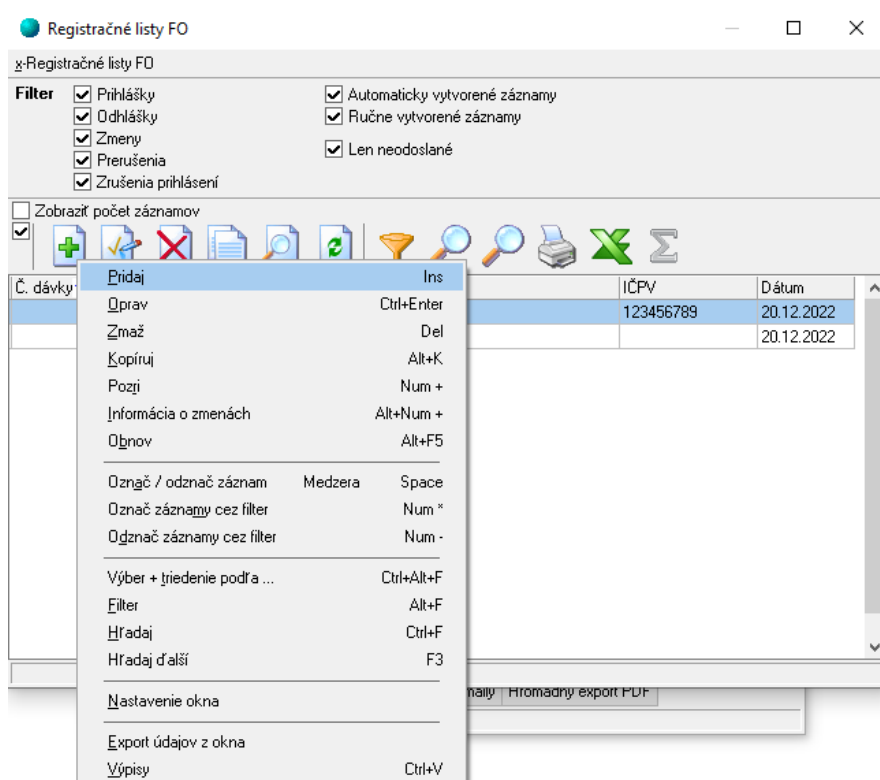 Registračné listy FO
x-Registračné listy FO
Filter
Prihlášky
Odhlášky
Zmeny
Prerušenia
Zrušenia prihlásení
Automaticky vytvorené záznamy
Ručne vytvorené záznamy
Len neodoslané
Zobraziť počet záznamov
Č. dávky IČPV Dátum
123456789 20.12.2022
20.12.2022
Pridaj Ins
Oprav Ctrl+Enter
Zmaž Del
Kopíruj Alt+K
Pozri Num +
Informácia o zmenách Alt+Num +
Obnov Alt+F5
Označ / odznač záznam Medzera Space
Označ záznamy cez filter Num *
Odznač záznamy cez filter Num -
Výber + triedenie podľa ... Ctrl+Alt+F
Filter Alt+F
Hľadaj Ctrl+F
Hľadaj ďalší F3
Nastavenie okna
Hromadný export PDF
Export údajov z okna
Výpisy Ctrl+V